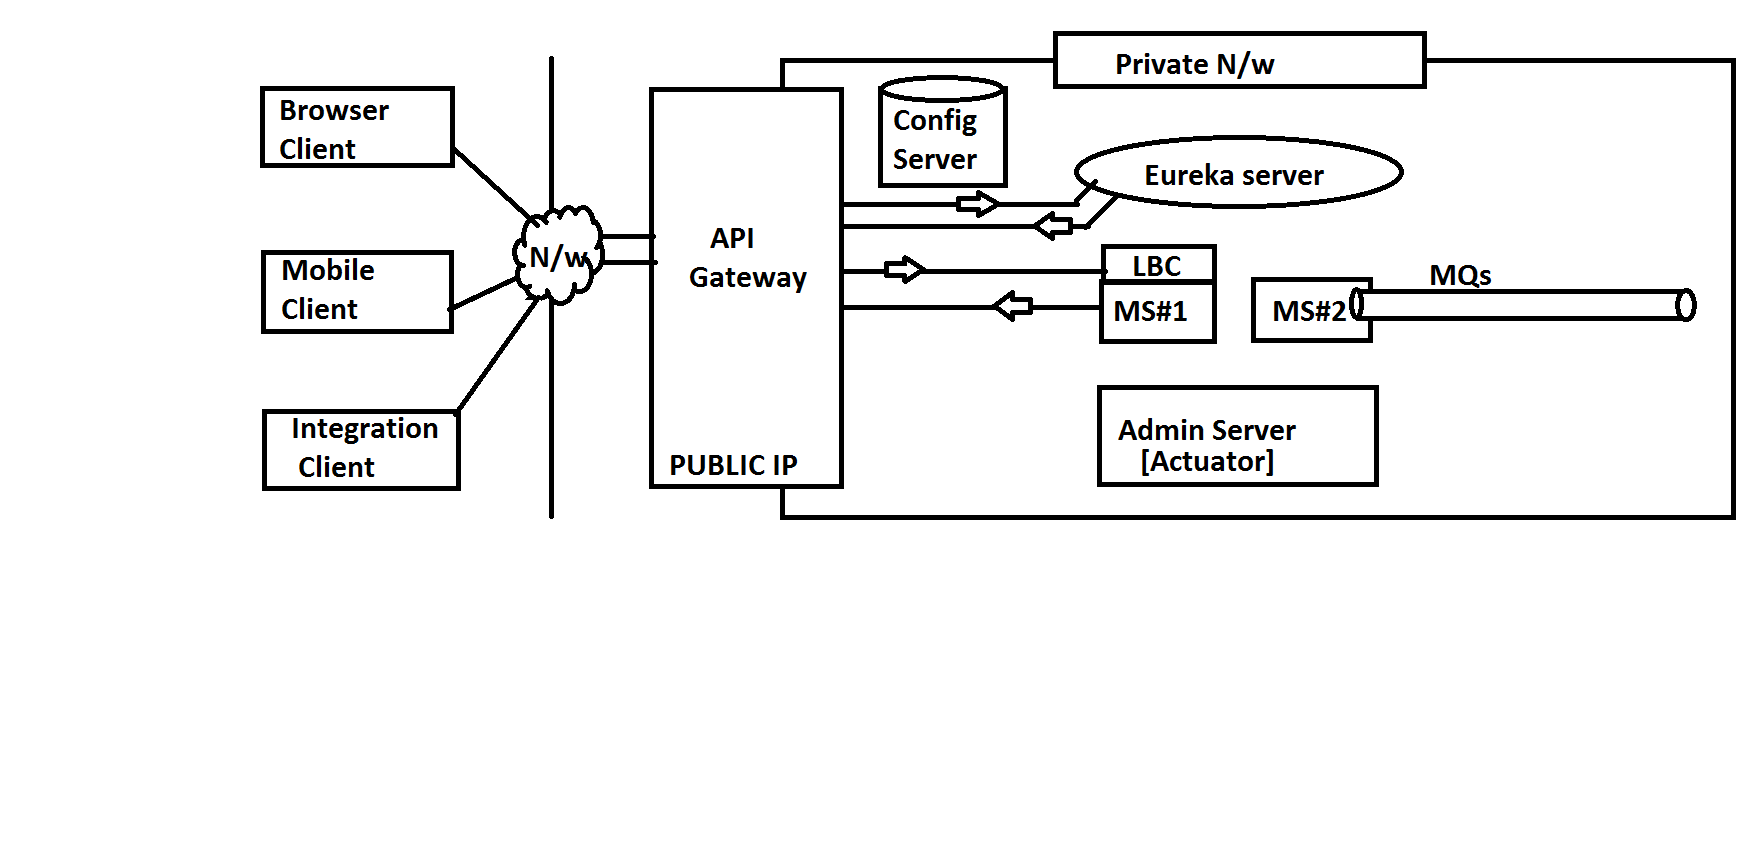 Private N/w
Browser
Client
Config
Server
Eureka server
N/w
API
Gateway
Mobile
Client
LBC
MS#1
MS#2
MQs
Integration
Client
PUBLIC IP
Admin Server
[Actuator]